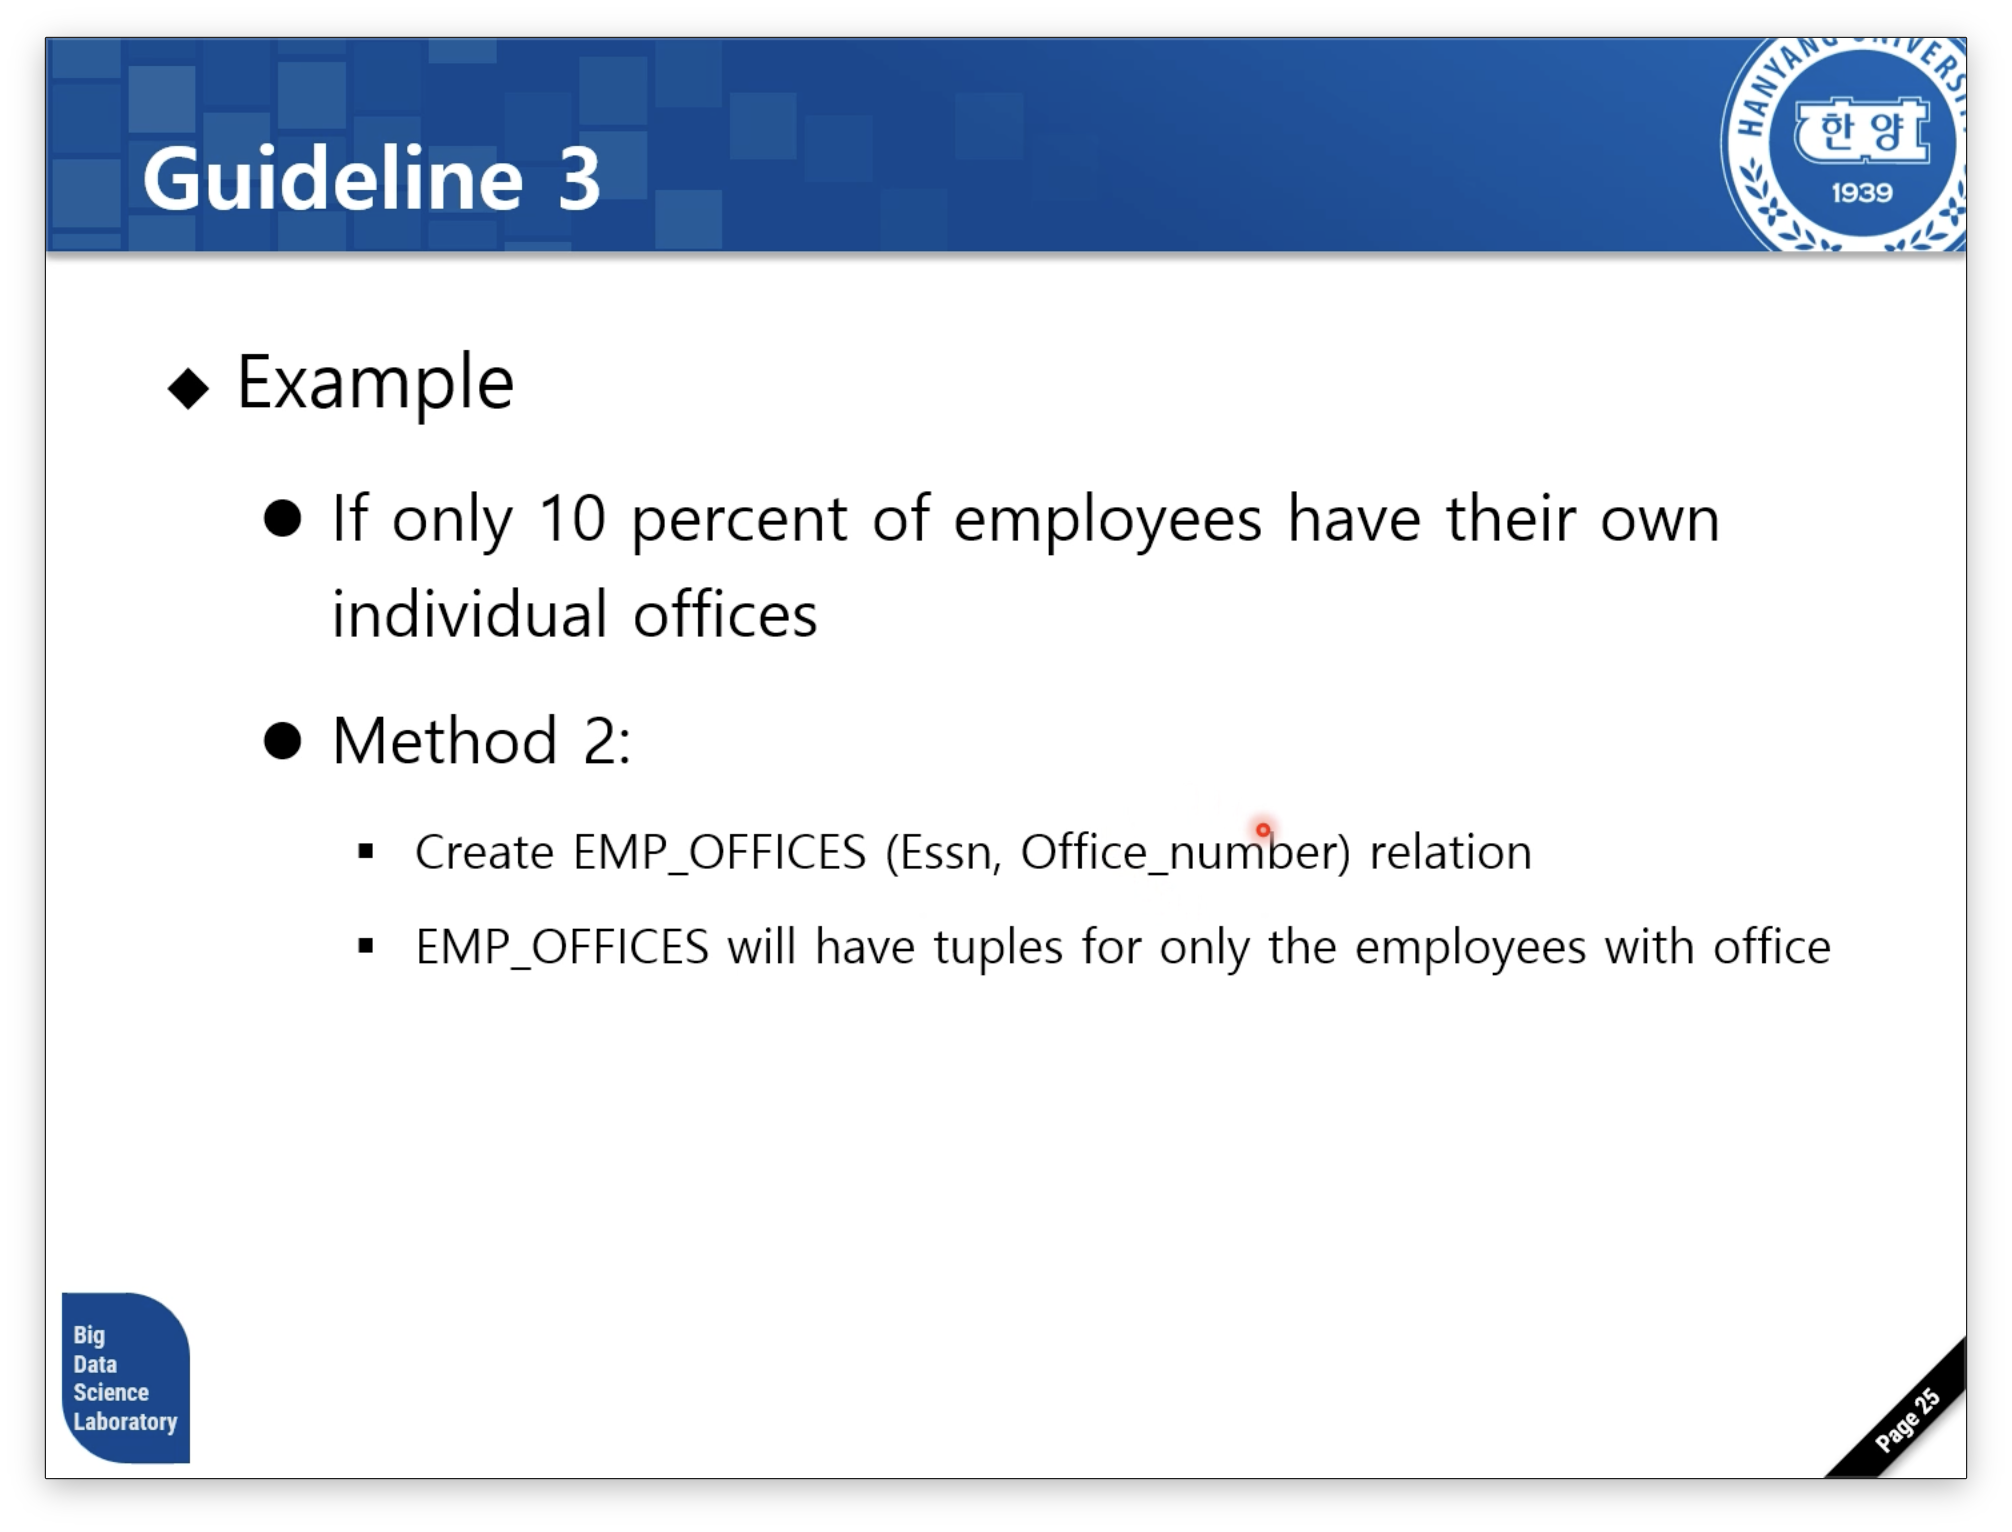 Guideline 3
HANYANG UNIVERSI
한양
1939
◆ Example
● If only 10 percent of employees have their own
individual offices
● Method 2:
▪ Create EMP_OFFICES (Essn, Office_number) relation
▪ EMP_OFFICES will have tuples for only the employees with office
Big
Data
Science
Laboratory
Page 25